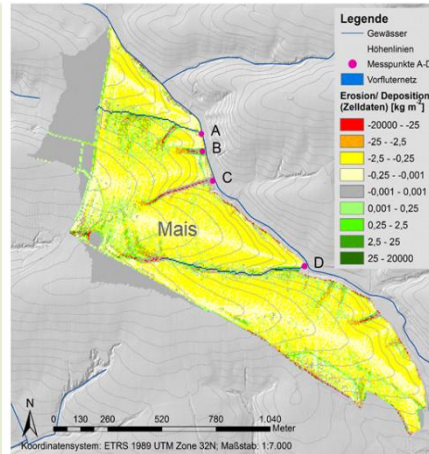 Legende
Gewässer
Höhenlinien
Messpunkte A-D
Vorfluternetz
Erosion/ Deposition
(Zelldaten) [kg m⁻²]
-20000 - -25
-25 - -2,5
-2,5 - -0,25
-0,25 - -0,001
-0,001 - 0,001
0,001 - 0,25
0,25 - 2,5
2,5 - 25
25 - 20000
A
B
C
Mais
D
N
0 130 260 520 780 1.040
Meter
Koordinatensystem: ETRS 1989 UTM Zone 32N; Maßstab: 1:7.000